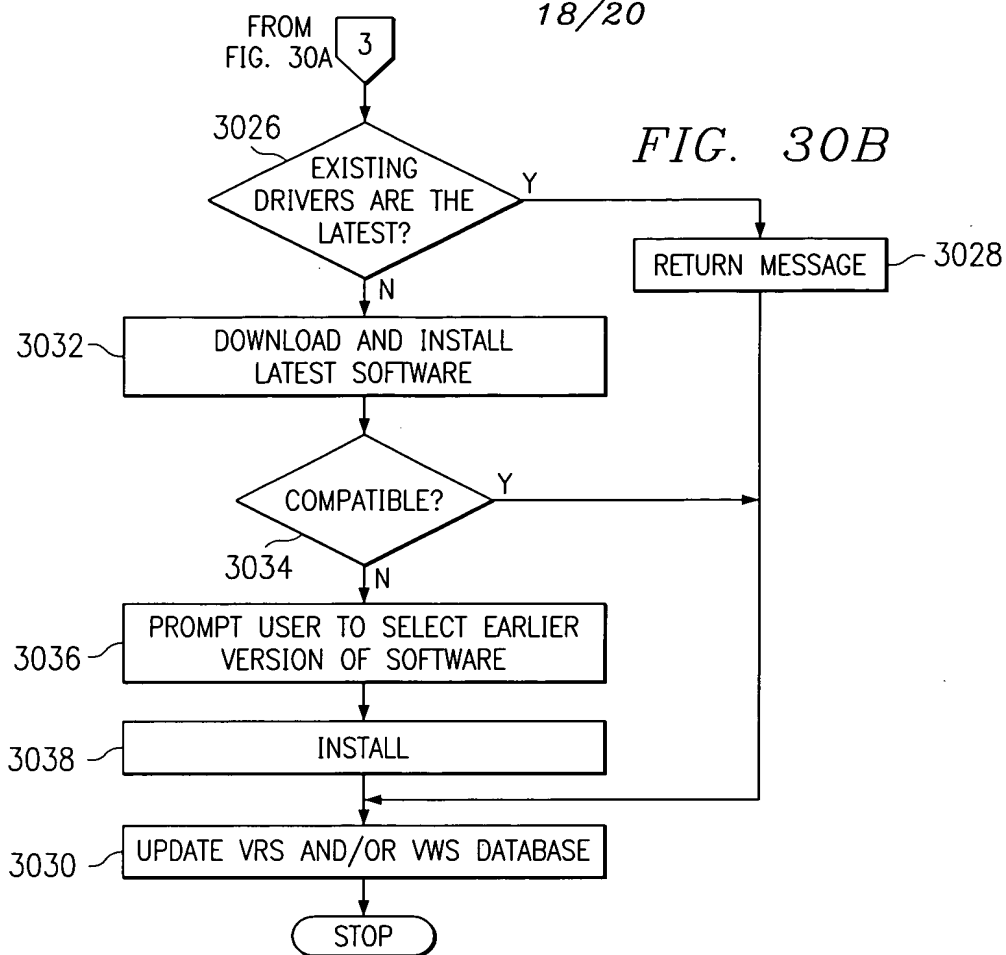 18/20
FROM
FIG. 30A
3
FIG. 30B
3026
EXISTING
DRIVERS ARE THE
LATEST?
Y
N
RETURN MESSAGE
3028
3032
DOWNLOAD AND INSTALL
LATEST SOFTWARE
COMPATIBLE?
Y
3034
N
3036
PROMPT USER TO SELECT EARLIER
VERSION OF SOFTWARE
3038
INSTALL
3030
UPDATE VRS AND/OR VWS DATABASE
STOP